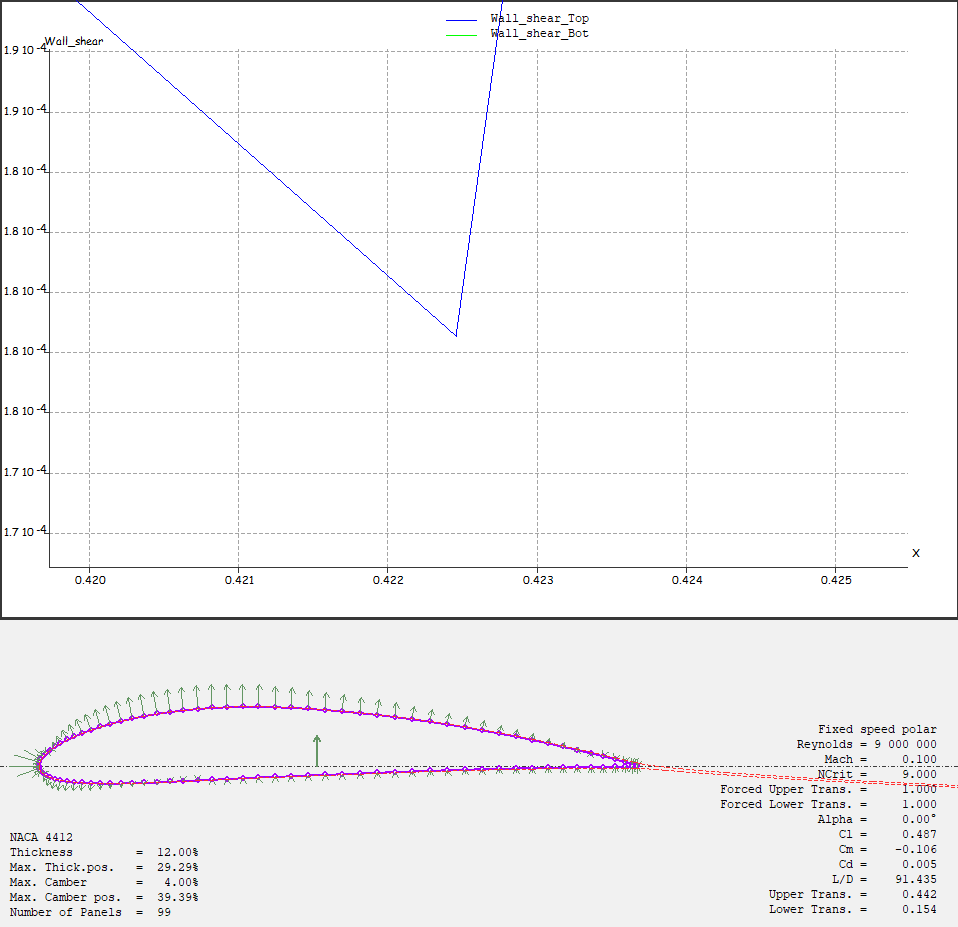 Wall_shear_Top
Wall_shear_Bot
Wall_shear
1.9 10^-4
1.9 10^-4
1.8 10^-4
1.8 10^-4
1.8 10^-4
1.8 10^-4
1.8 10^-4
1.7 10^-4
1.7 10^-4
X
0.420 0.421 0.422 0.423 0.424 0.425
Fixed speed polar
Reynolds = 9 000 000
Mach = 0.100
NCrit = 9.000
Forced Upper Trans. = 1.000
Forced Lower Trans. = 1.000
Alpha = 0.00°
Cl = 0.487
Cm = -0.106
Cd = 0.005
L/D = 91.435
Upper Trans. = 0.442
Lower Trans. = 0.154
NACA 4412
Thickness = 12.00%
Max. Thick.pos. = 29.29%
Max. Camber = 4.00%
Max. Camber pos. = 39.39%
Number of Panels = 99